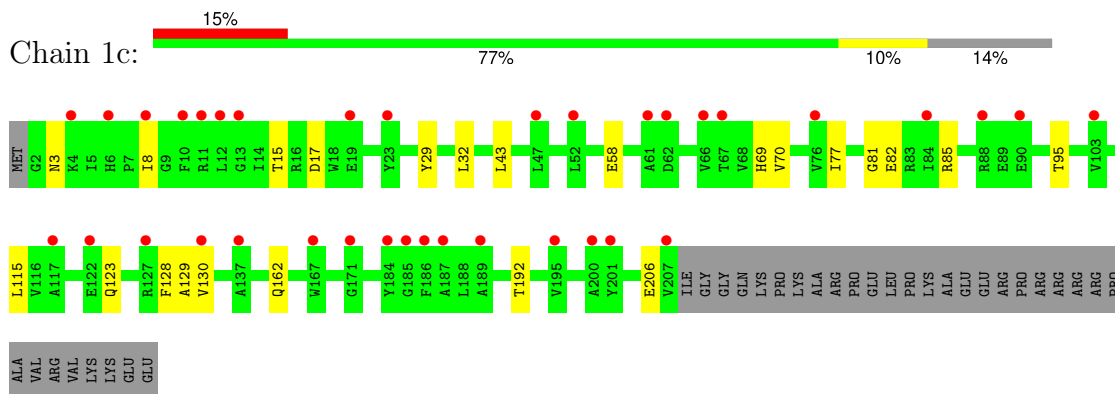 15%
Chain 1c:
77% 10% 14%
MET G2 N3 K4 I5 H6 P7 I8 G9 F10 R11 L12 G13 I14 T15 R16 D17 W18 E19 Y23 Y29 L32 L43 L47 L52 E58 A61 D62 V66 T67 V68 H69 V70 V76 I77 G81 E82 R83 I84 R85 R88 E89 E90 T95 V103
L115 V116 A117 E122 Q123 R127 F128 A129 V130 A137 Q162 W167 G171 Y184 G185 F186 A187 L188 A189 T192 V195 A200 Y201 E206 V207 ILE GLY GLY GLN LYS PRO LYS ALA ARG PRO GLU LEU PRO LYS ALA GLU GLU ARG PRO ARG ARG ARG ARG PRO
ALA VAL ARG VAL LYS LYS GLU GLU